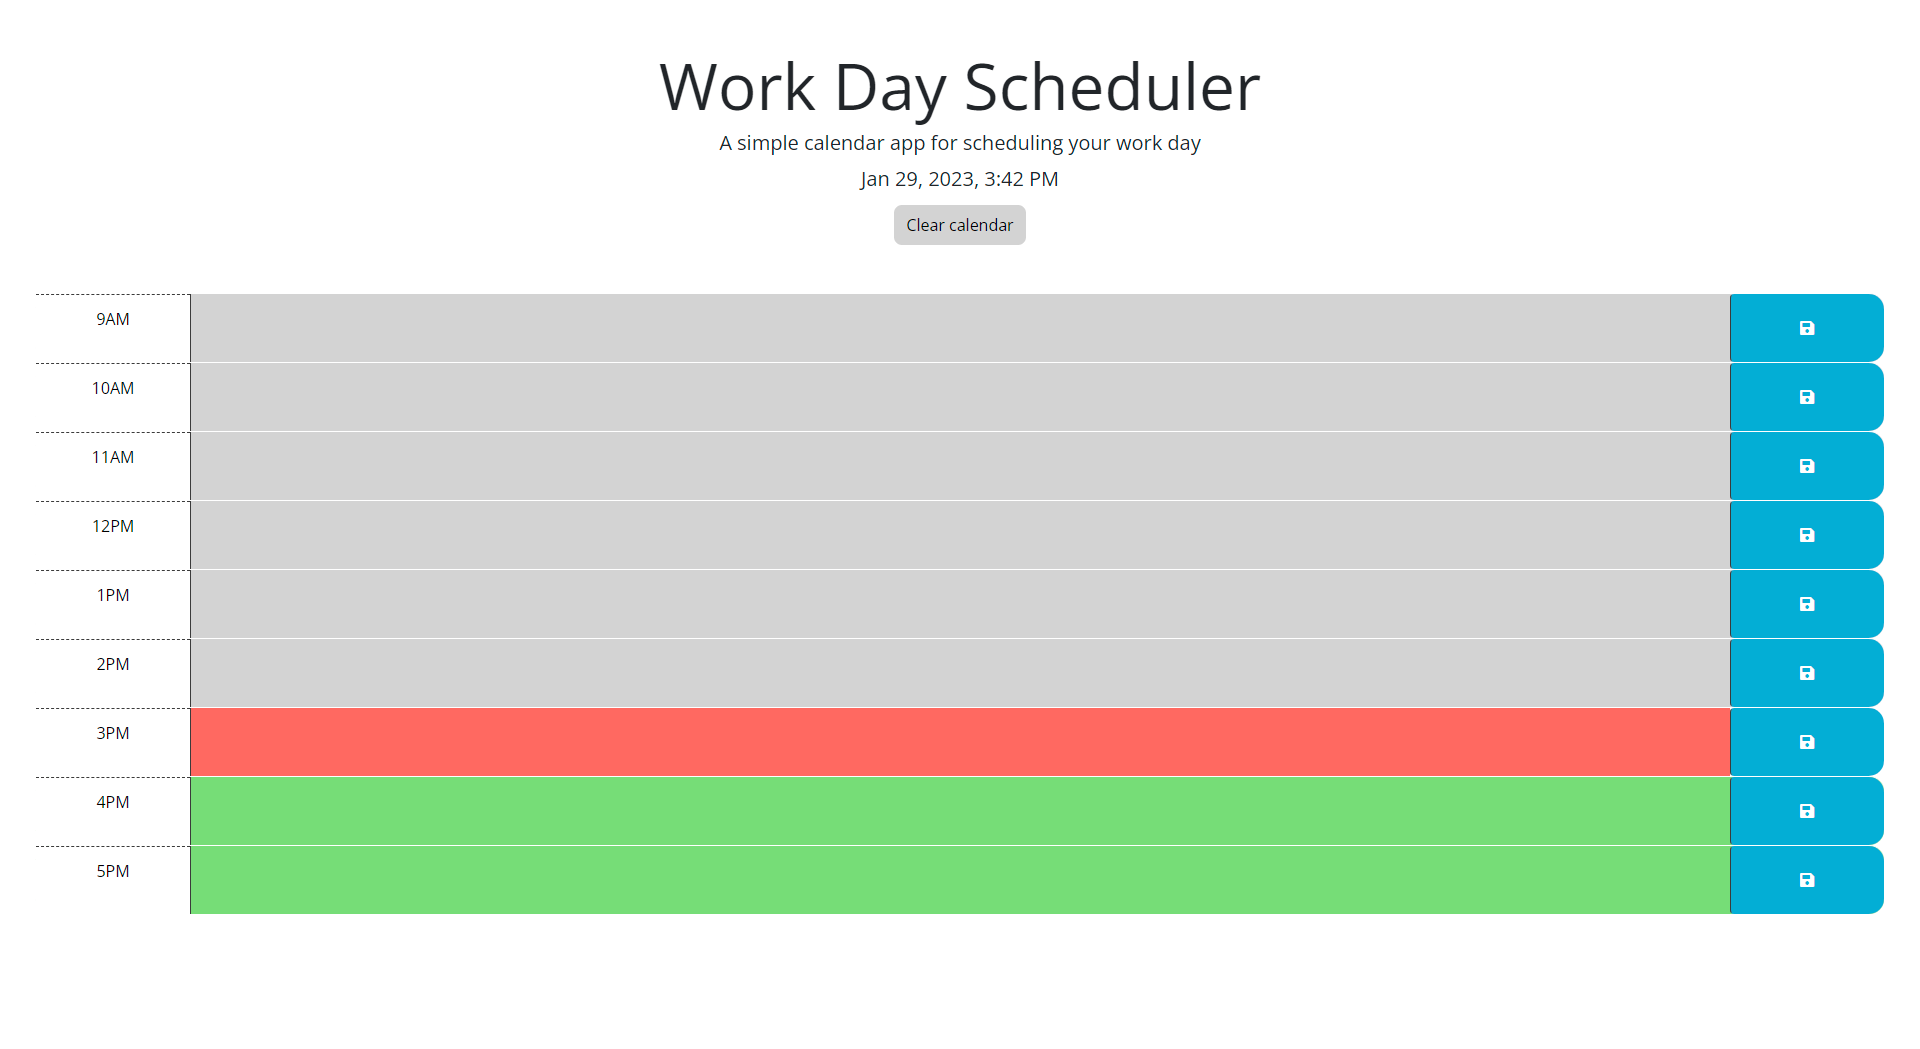 Work Day Scheduler
A simple calendar app for scheduling your work day
Jan 29, 2023, 3:42 PM
Clear calendar
9AM
10AM
11AM
12PM
1PM
2PM
3PM
4PM
5PM